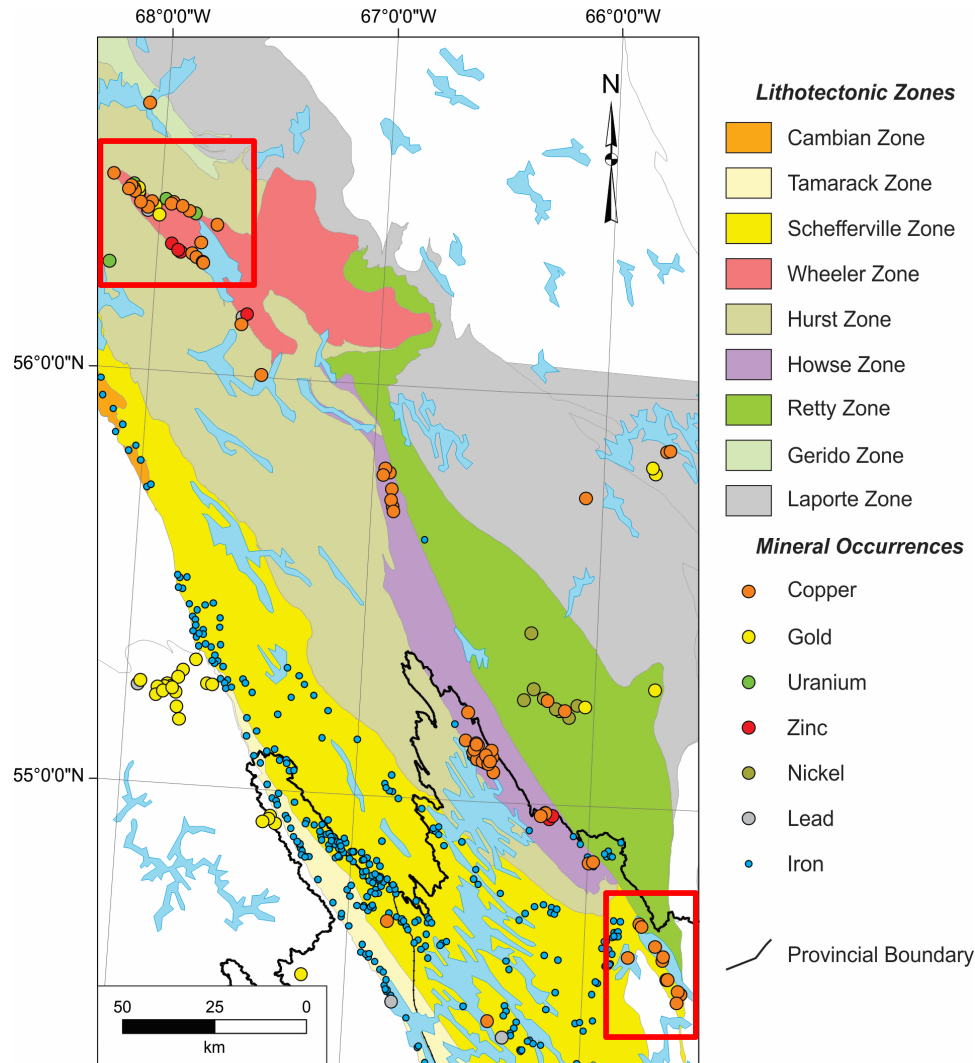 68°0'0"W 67°0'0"W 66°0'0"W
N
56°0'0"N
55°0'0"N
50 25 0
km
Lithotectonic Zones
Cambian Zone
Tamarack Zone
Schefferville Zone
Wheeler Zone
Hurst Zone
Howse Zone
Retty Zone
Gerido Zone
Laporte Zone
Mineral Occurrences
Copper
Gold
Uranium
Zinc
Nickel
Lead
Iron
Provincial Boundary